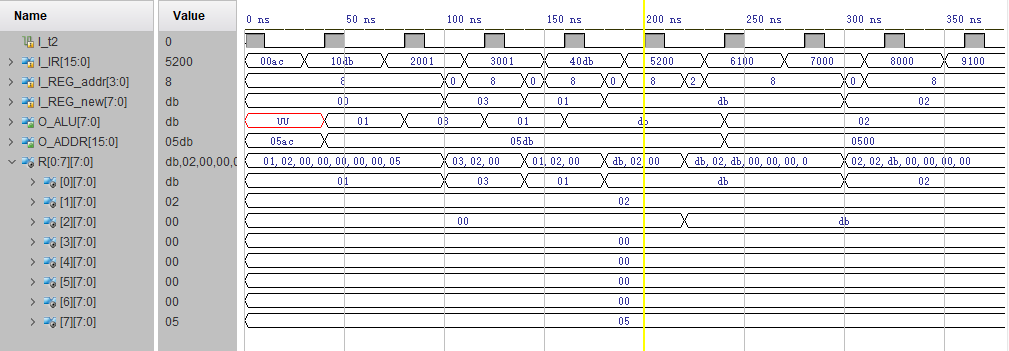 Name Value 0 ns 50 ns 100 ns 150 ns 200 ns 250 ns 300 ns 350 ns
I_t2 0
I_IR[15:0] 5200 00ac 10db 2001 3001 40db 5200 6100 7000 8000 9100
I_REG_addr[3:0] 8 8 0 8 0 8 0 8 2 8 0 8
I_REG_new[7:0] db 00 03 01 db 02
O_ALU[7:0] db UU 01 03 01 db 02
O_ADDR[15:0] 05db 05ac 05db 0500
R[0:7][7:0] db,02,00,00,0 01,02,00,00,00,00,00,05 03,02,00 01,02,00 db,02,00 db,02,db,00,00,00,0 02,02,db,00,00,00,00
[0][7:0] db 01 03 01 db 02
[1][7:0] 02 02
[2][7:0] 00 00 db
[3][7:0] 00 00
[4][7:0] 00 00
[5][7:0] 00 00
[6][7:0] 00 00
[7][7:0] 05 05